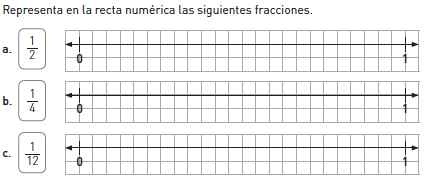 Representa en la recta numérica las siguientes fracciones.
a. 1/2 0 1
b. 1/4 0 1
c. 1/12 0 1